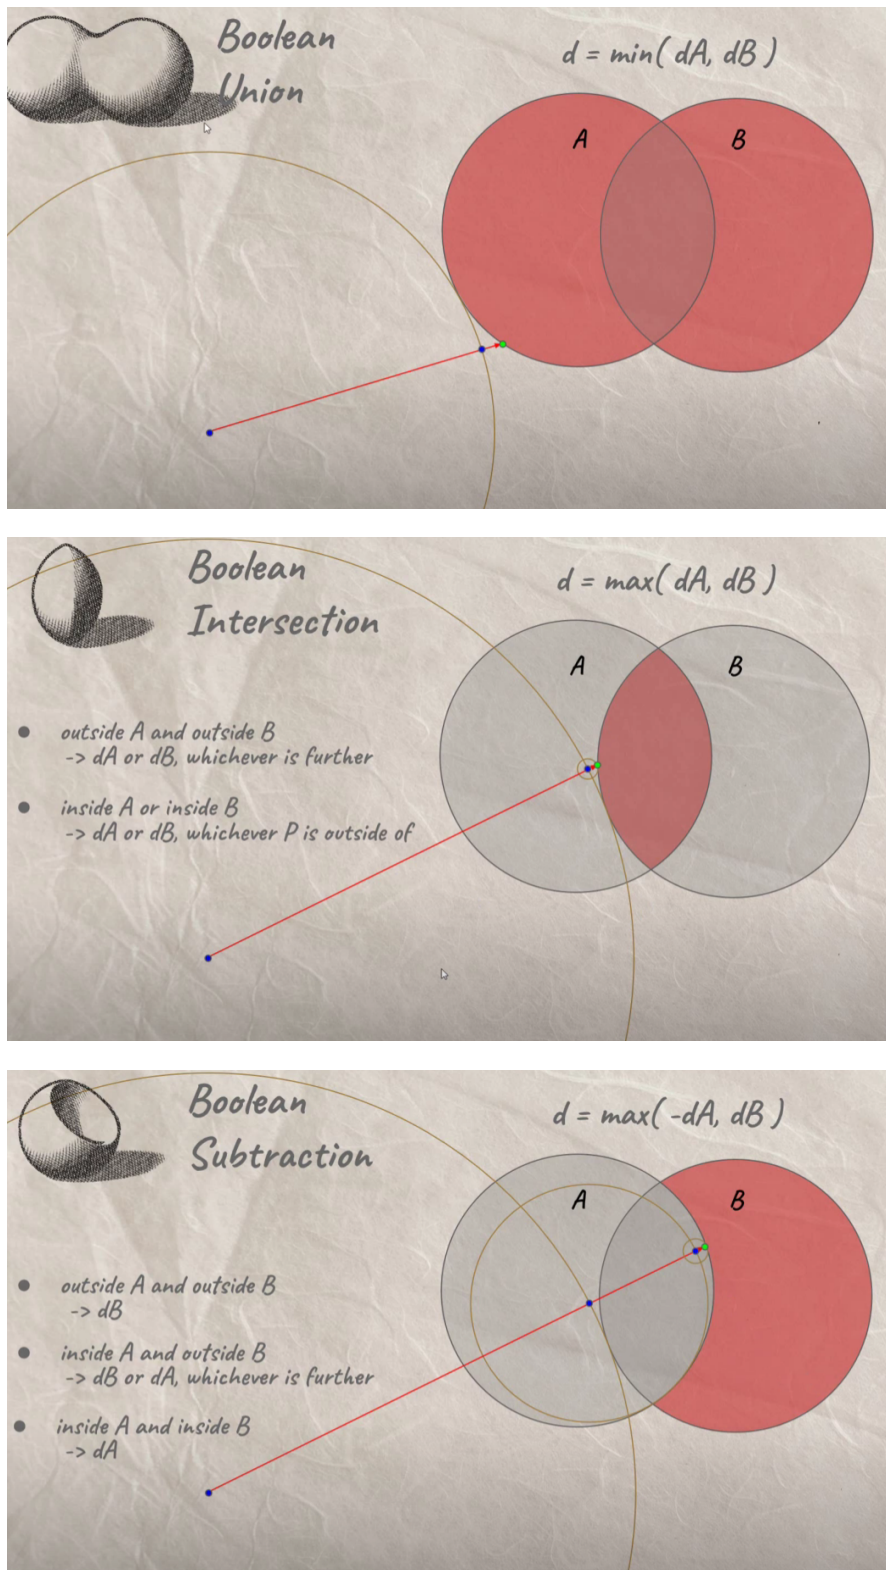 Boolean
Union
d = min( dA, dB )
A
B
Boolean
Intersection
d = max( dA, dB )
A
B
● outside A and outside B
-> dA or dB, whichever is further
● inside A or inside B
-> dA or dB, whichever P is outside of
Boolean
Subtraction
d = max( -dA, dB )
A
B
● outside A and outside B
-> dB
● inside A and outside B
-> dB or dA, whichever is further
● inside A and inside B
-> dA